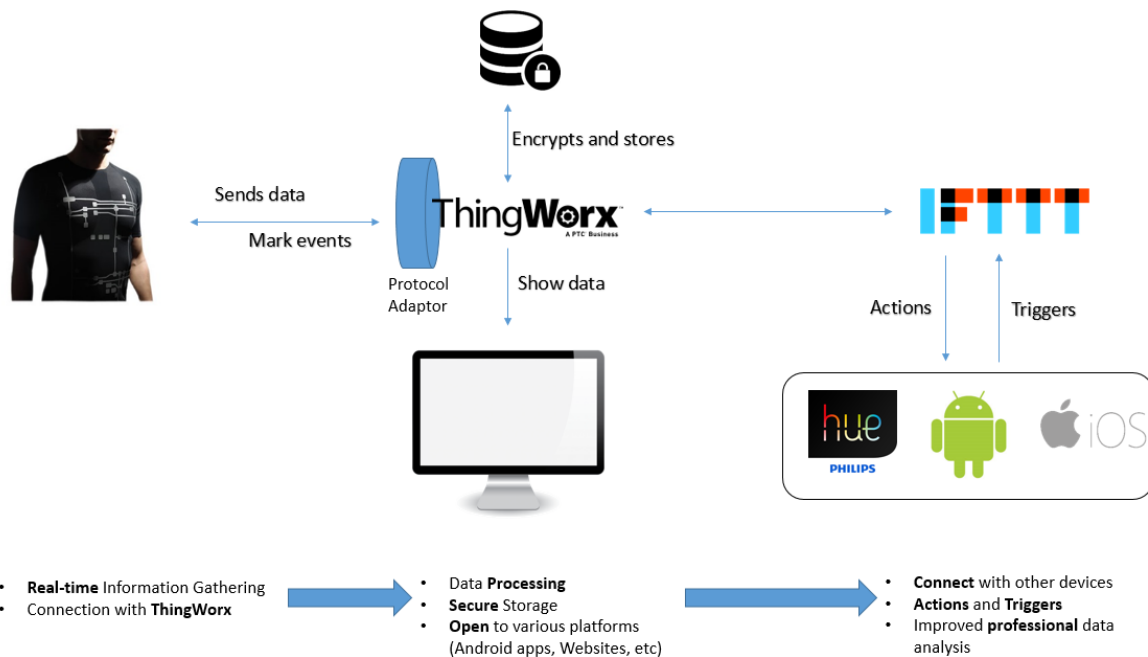 Encrypts and stores
Sends data
Mark events
ThingWorx™
A PTC Business
IFTTT
Protocol
Adaptor
Show data
Actions
Triggers
hue
PHILIPS
iOS
• Real-time Information Gathering
• Connection with ThingWorx
• Data Processing
• Secure Storage
• Open to various platforms
(Android apps, Websites, etc)
• Connect with other devices
• Actions and Triggers
• Improved professional data
analysis